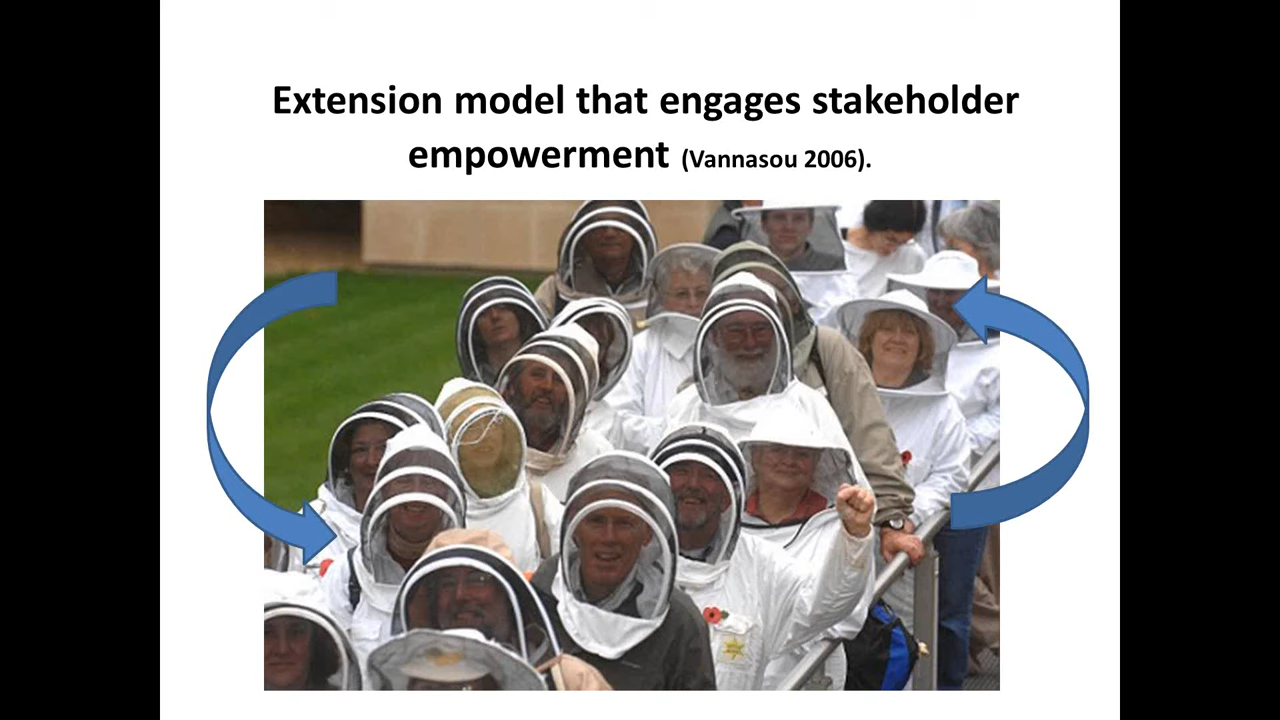 Extension model that engages stakeholder
empowerment (Vannasou 2006).